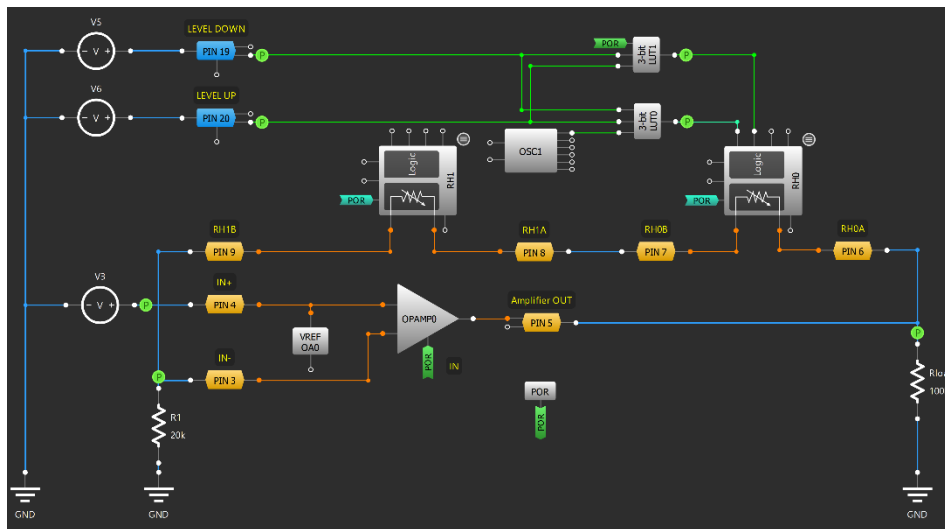 V5
LEVEL DOWN
− V +
PIN 19
P
POR
3-bit
LUT1
P
V6
LEVEL UP
− V +
PIN 20
P
3-bit
LUT0
P
OSC1
Logic
RH1
POR
Logic
RH0
POR
RH1B
PIN 9
RH1A
PIN 8
RH0B
PIN 7
RH0A
PIN 6
V3
− V +
P
IN+
PIN 4
VREF
OA0
OPAMP0
POR
IN
Amplifier OUT
PIN 5
P
IN-
PIN 3
P
R1
20k
POR
POR
100
GND
GND
GND